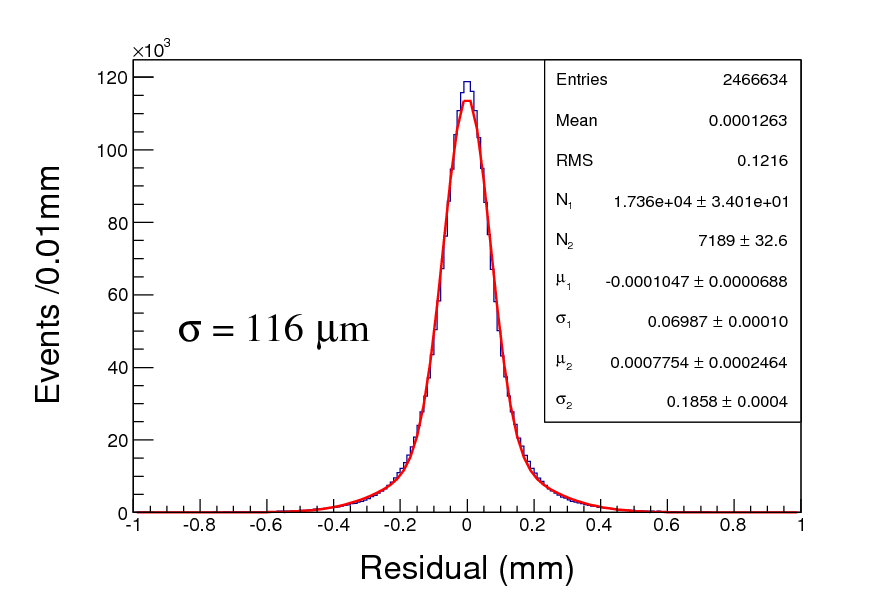 ×10³
120
100
80
60
40
20
0
-1 -0.8 -0.6 -0.4 -0.2 0 0.2 0.4 0.6 0.8 1
Events /0.01mm
Residual (mm)
σ = 116 μm
Entries 2466634
Mean 0.0001263
RMS 0.1216
N₁ 1.736e+04 ± 3.401e+01
N₂ 7189 ± 32.6
μ₁ -0.0001047 ± 0.0000688
σ₁ 0.06987 ± 0.00010
μ₂ 0.0007754 ± 0.0002464
σ₂ 0.1858 ± 0.0004